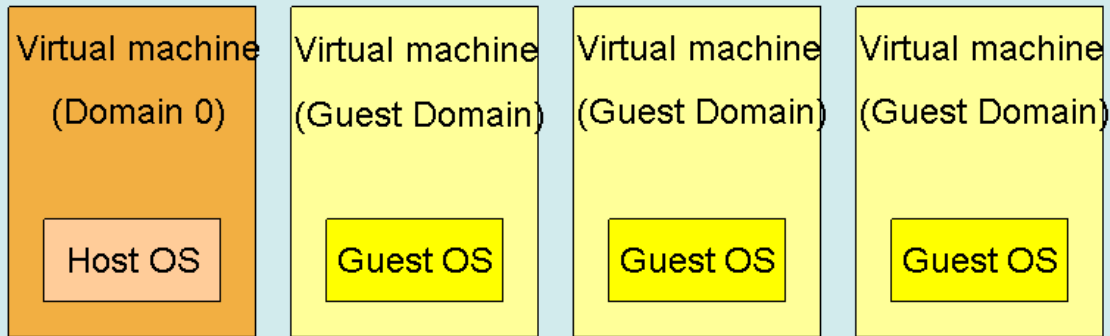 Virtual machine
(Domain 0)
Host OS
Virtual machine
(Guest Domain)
Guest OS
Virtual machine
(Guest Domain)
Guest OS
Virtual machine
(Guest Domain)
Guest OS